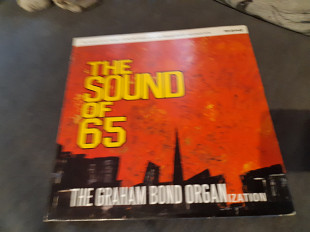 THE
SOUND
OF
65
THE GRAHAM BOND ORGANIZATION